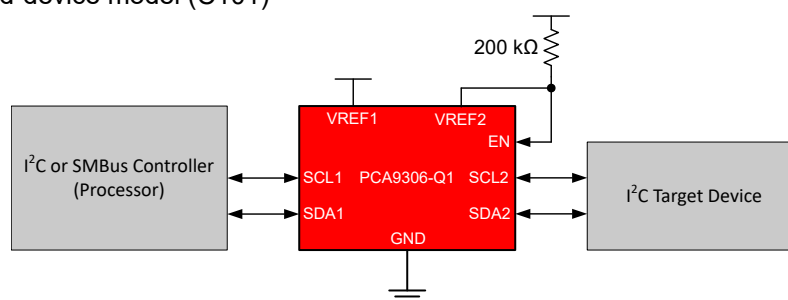 d device model (C101)
200 kΩ
VREF1
VREF2
EN
I²C or SMBus Controller
(Processor)
SCL1
PCA9306-Q1
SCL2
I²C Target Device
SDA1
SDA2
GND